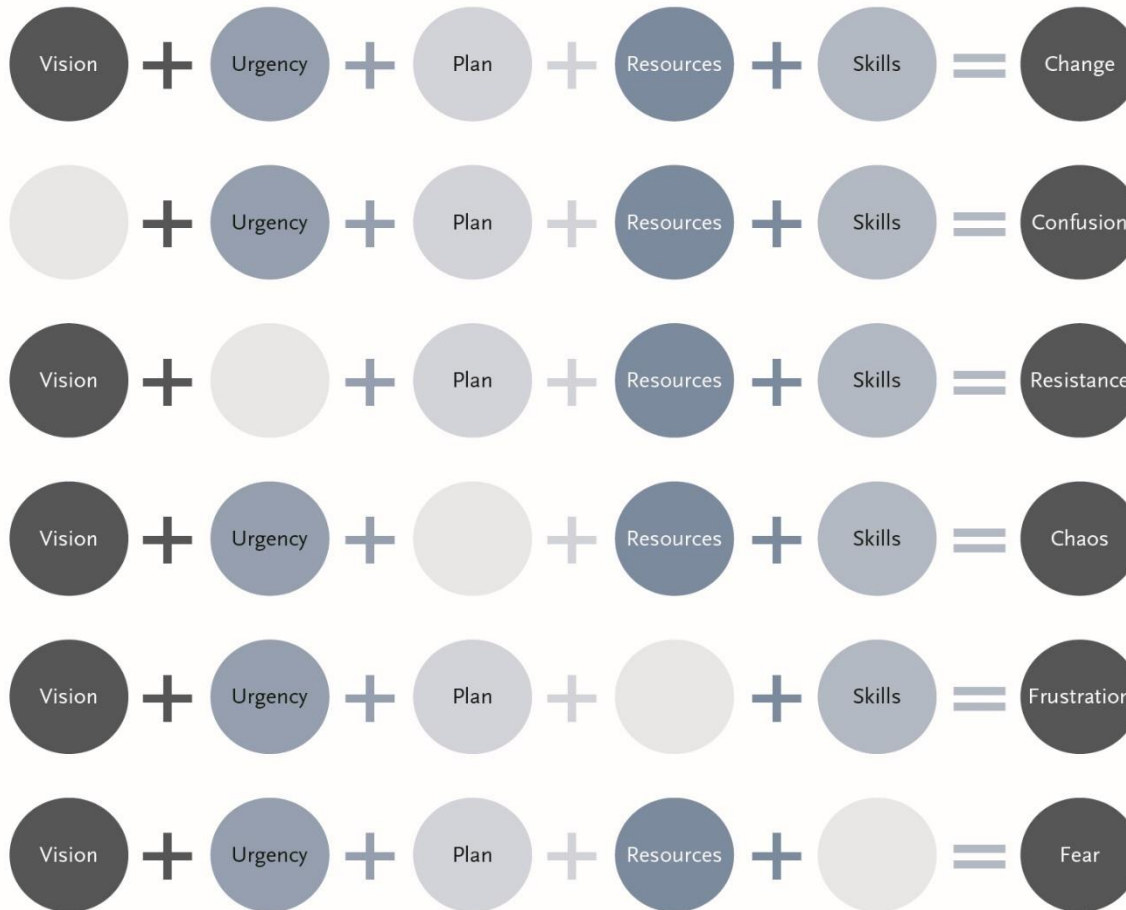 Vision + Urgency + Plan + Resources + Skills = Change
+ Urgency + Plan + Resources + Skills = Confusion
Vision + + Plan + Resources + Skills = Resistance
Vision + Urgency + + Resources + Skills = Chaos
Vision + Urgency + Plan + + Skills = Frustration
Vision + Urgency + Plan + Resources + = Fear